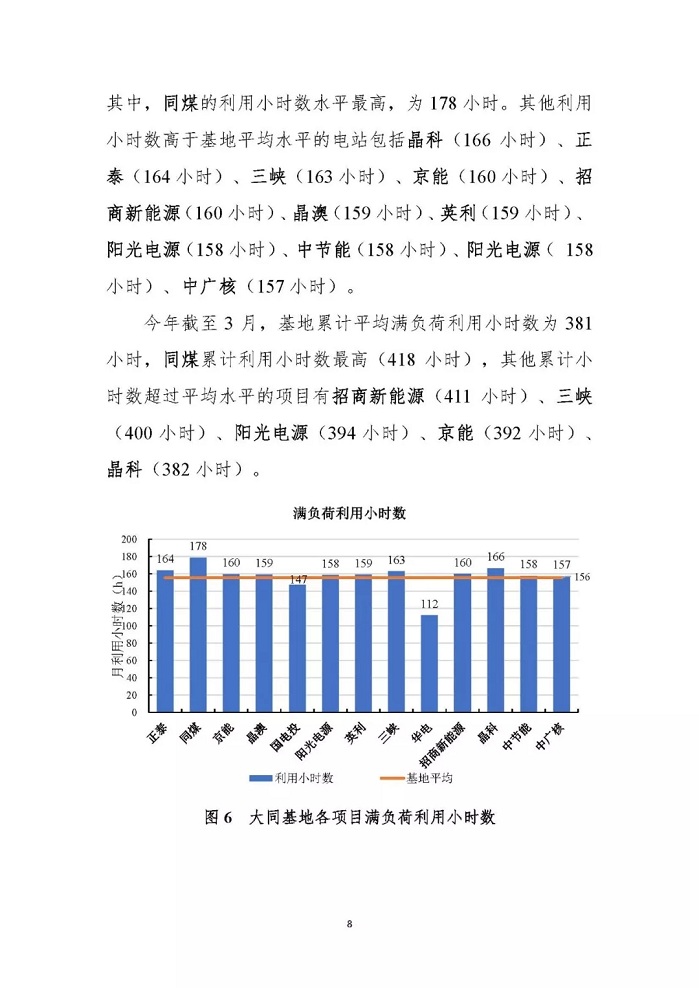 其中，同煤的利用小时数水平最高，为 178 小时。其他利用
小时数高于基地平均水平的电站包括晶科（166 小时）、正
泰（164 小时）、三峡（163 小时）、京能（160 小时）、招
商新能源（160 小时）、晶澳（159 小时）、英利（159 小时）、
阳光电源（158 小时）、中节能（158 小时）、阳光电源（ 158
小时）、中广核（157 小时）。
今年截至 3 月，基地累计平均满负荷利用小时数为 381
小时，同煤累计利用小时数最高（418 小时），其他累计小
时数超过平均水平的项目有招商新能源（411 小时）、三峡
（400 小时）、阳光电源（394 小时）、京能（392 小时）、
晶科（382 小时）。
满负荷利用小时数
月利用小时数（h）
200
180
160
140
120
100
80
60
40
20
0
164
178
160
159
147
158
159
163
112
160
166
158
157
156
正泰
同煤
京能
晶澳
国电投
阳光电源
英利
三峡
华电
招商新能源
晶科
中节能
中广核
利用小时数
基地平均
图 6 大同基地各项目满负荷利用小时数
8